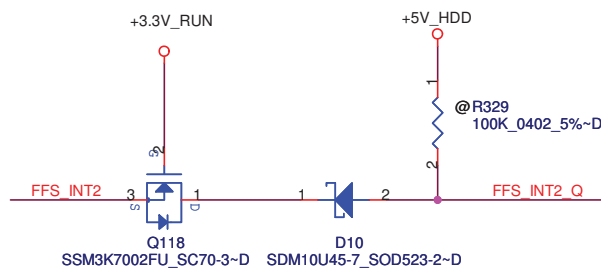 +3.3V_RUN
+5V_HDD
1
@R329
100K_0402_5%~D
2
2
G
FFS_INT2
3
S
1
D
1
2
FFS_INT2_Q
Q118
D10
SSM3K7002FU_SC70-3~D
SDM10U45-7_SOD523-2~D